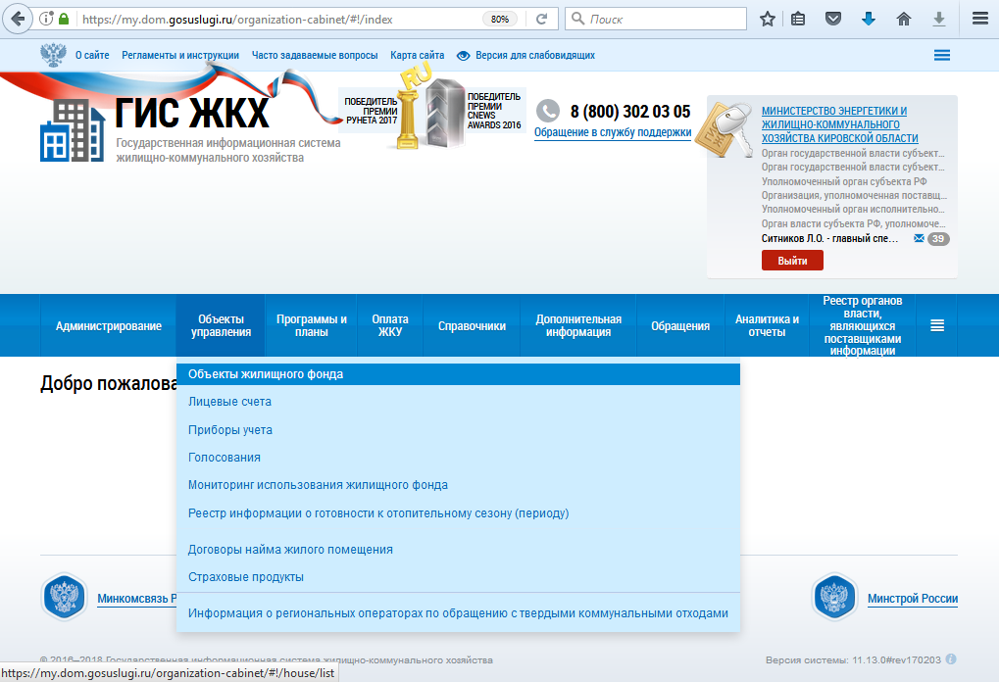 https://my.dom.gosuslugi.ru/organization-cabinet/#!/index
80%
Поиск
О сайте
Регламенты и инструкции
Часто задаваемые вопросы
Карта сайта
Версия для слабовидящих
ГИС ЖКХ
Государственная информационная система
жилищно-коммунального хозяйства
ПОБЕДИТЕЛЬ
ПРЕМИИ
РУНЕТА 2017
RU
ПОБЕДИТЕЛЬ
ПРЕМИИ
CNEWS
AWARDS 2016
8 (800) 302 03 05
Обращение в службу поддержки
ГИС
МИНИСТЕРСТВО ЭНЕРГЕТИКИ И
ЖИЛИЩНО-КОММУНАЛЬНОГО
ХОЗЯЙСТВА КИРОВСКОЙ ОБЛАСТИ
Орган государственной власти субъект...
Орган государственной власти субъект...
Уполномоченный орган субъекта РФ
Организация, уполномоченная поставщ...
Уполномоченный орган исполнительно...
Орган власти субъекта РФ, уполномоче...
Ситников Л.О. - главный спе...
39
Выйти
Администрирование
Объекты
управления
Программы и
планы
Оплата
ЖКУ
Справочники
Дополнительная
информация
Обращения
Аналитика и
отчеты
Реестр органов
власти,
являющихся
поставщиками
информации
Добро пожалова
Объекты жилищного фонда
Лицевые счета
Приборы учета
Голосования
Мониторинг использования жилищного фонда
Реестр информации о готовности к отопительному сезону (периоду)
Договоры найма жилого помещения
Страховые продукты
Информация о региональных операторах по обращению с твердыми коммунальными отходами
Минкомсвязь Р
Минстрой России
© 2016–2018 Государственная информационная система жилищно-коммунального хозяйства
Версия системы: 11.13.0#rev170203
https://my.dom.gosuslugi.ru/organization-cabinet/#!/house/list